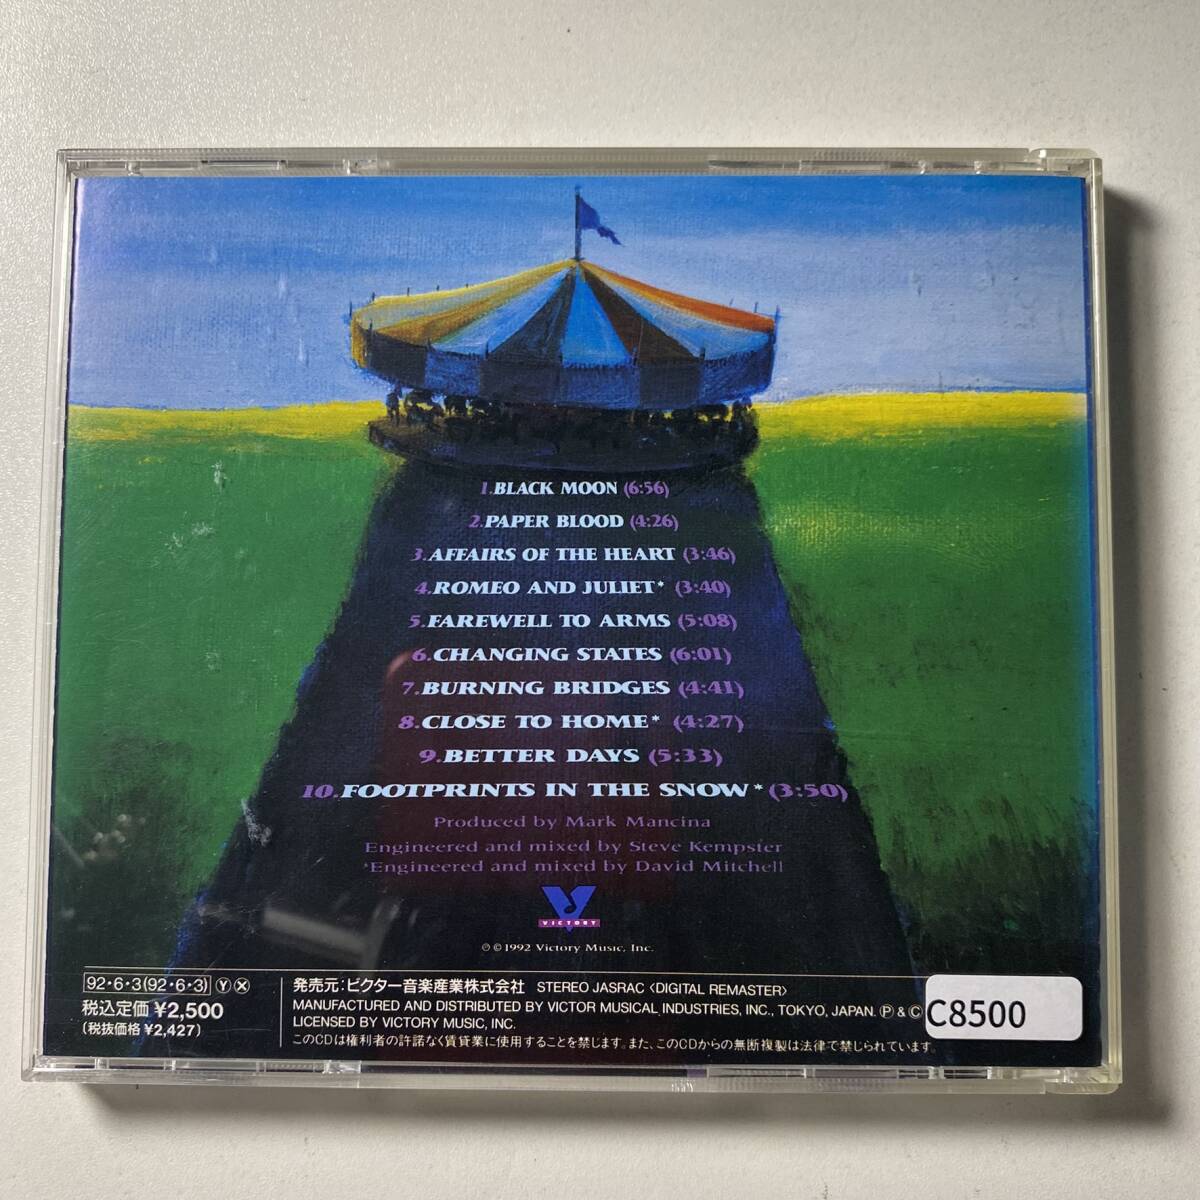 1.BLACK MOON (6:56)
2.PAPER BLOOD (4:26)
3.AFFAIRS OF THE HEART (3:46)
4.ROMEO AND JULIET* (3:40)
5.FAREWELL TO ARMS (5:08)
6.CHANGING STATES (6:01)
7.BURNING BRIDGES (4:41)
8.CLOSE TO HOME* (4:27)
9.BETTER DAYS (5:33)
10.FOOTPRINTS IN THE SNOW* (3:50)
Produced by Mark Mancina
Engineered and mixed by Steve Kempster
*Engineered and mixed by David Mitchell
VICTORY
℗ © 1992 Victory Music, Inc.
92・6・3(92・6・3) Ⓨ Ⓧ
税込定価 ¥2,500
(税抜価格 ¥2,427)
発売元:ビクター音楽産業株式会社 STEREO JASRAC 〈DIGITAL REMASTER〉
MANUFACTURED AND DISTRIBUTED BY VICTOR MUSICAL INDUSTRIES, INC., TOKYO, JAPAN. ℗ & ©
LICENSED BY VICTORY MUSIC, INC.
このCDは権利者の許諾なく賃貸業に使用することを禁じます。また、このCDからの無断複製は法律で禁じられています。
C8500